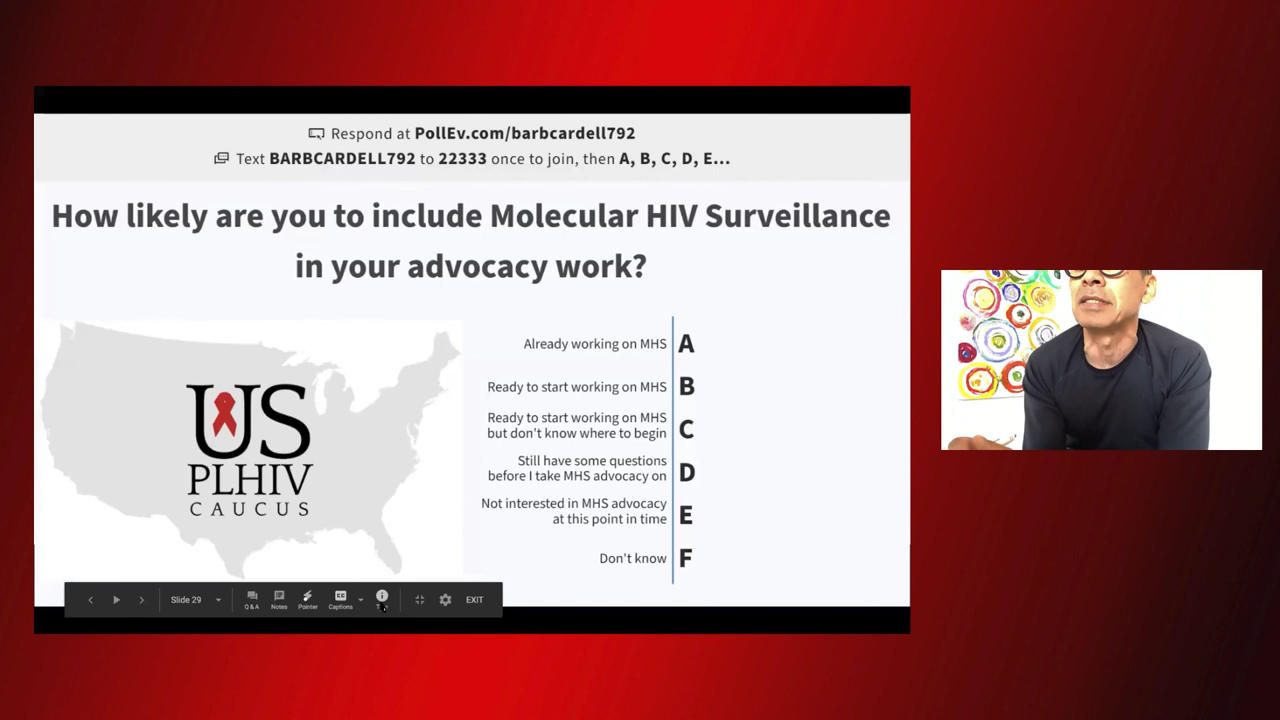 Respond at PollEv.com/barbcardell792
Text BARBCARDELL792 to 22333 once to join, then A, B, C, D, E...
How likely are you to include Molecular HIV Surveillance
in your advocacy work?
US
PLHIV
CAUCUS
Already working on MHS A
Ready to start working on MHS B
Ready to start working on MHS
but don't know where to begin C
Still have some questions
before I take MHS advocacy on D
Not interested in MHS advocacy
at this point in time E
Don't know F
Slide 29
Q&A
Notes
Pointer
Captions
EXIT